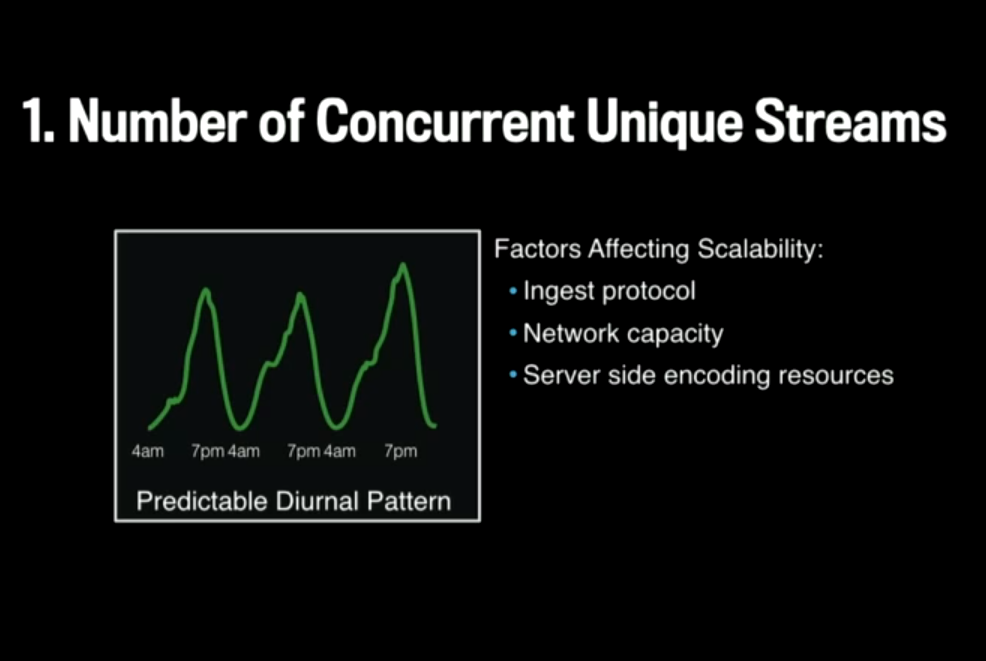 1. Number of Concurrent Unique Streams
Factors Affecting Scalability:
• Ingest protocol
• Network capacity
• Server side encoding resources
4am 7pm 4am 7pm 4am 7pm
Predictable Diurnal Pattern